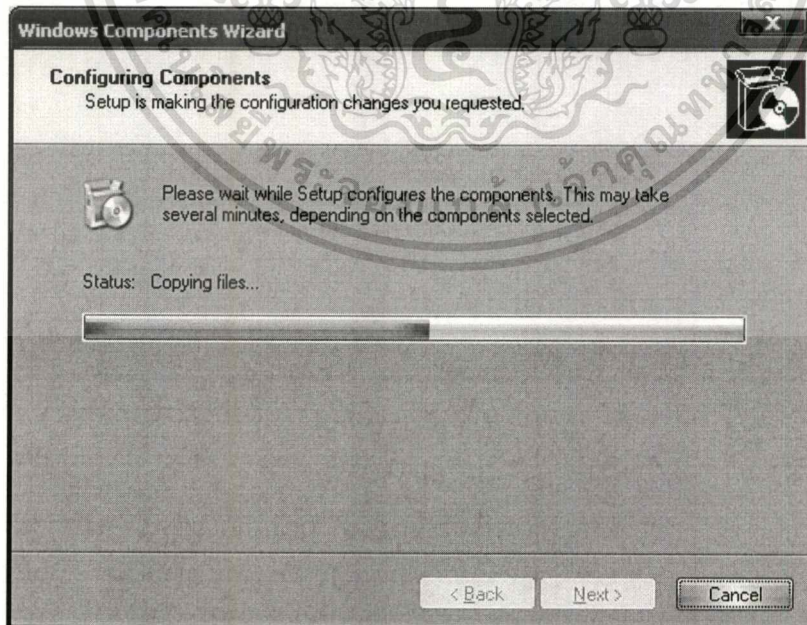 Windows Components Wizard
X
Configuring Components
Setup is making the configuration changes you requested.
Please wait while Setup configures the components. This may take
several minutes, depending on the components selected.
Status: Copying files...
< Back
Next >
Cancel